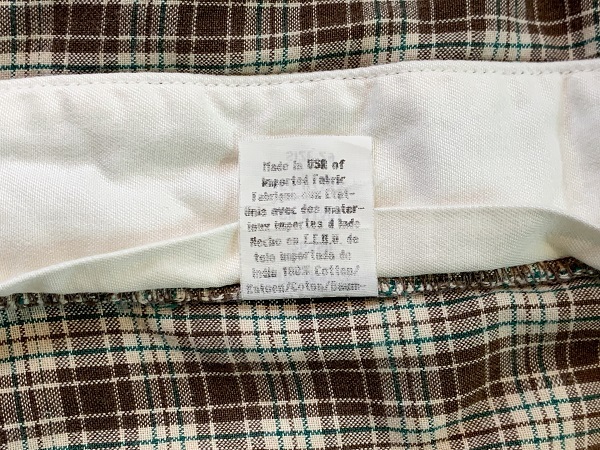 Made in USA of
Imported Fabric
Fabrique aux Etat-
Unis avec des mater-
iaux importes d Inde
Hecho en E.E.U.U. de
tela importada de
India 100% Cotton/
Katoen/Coton/Baum-